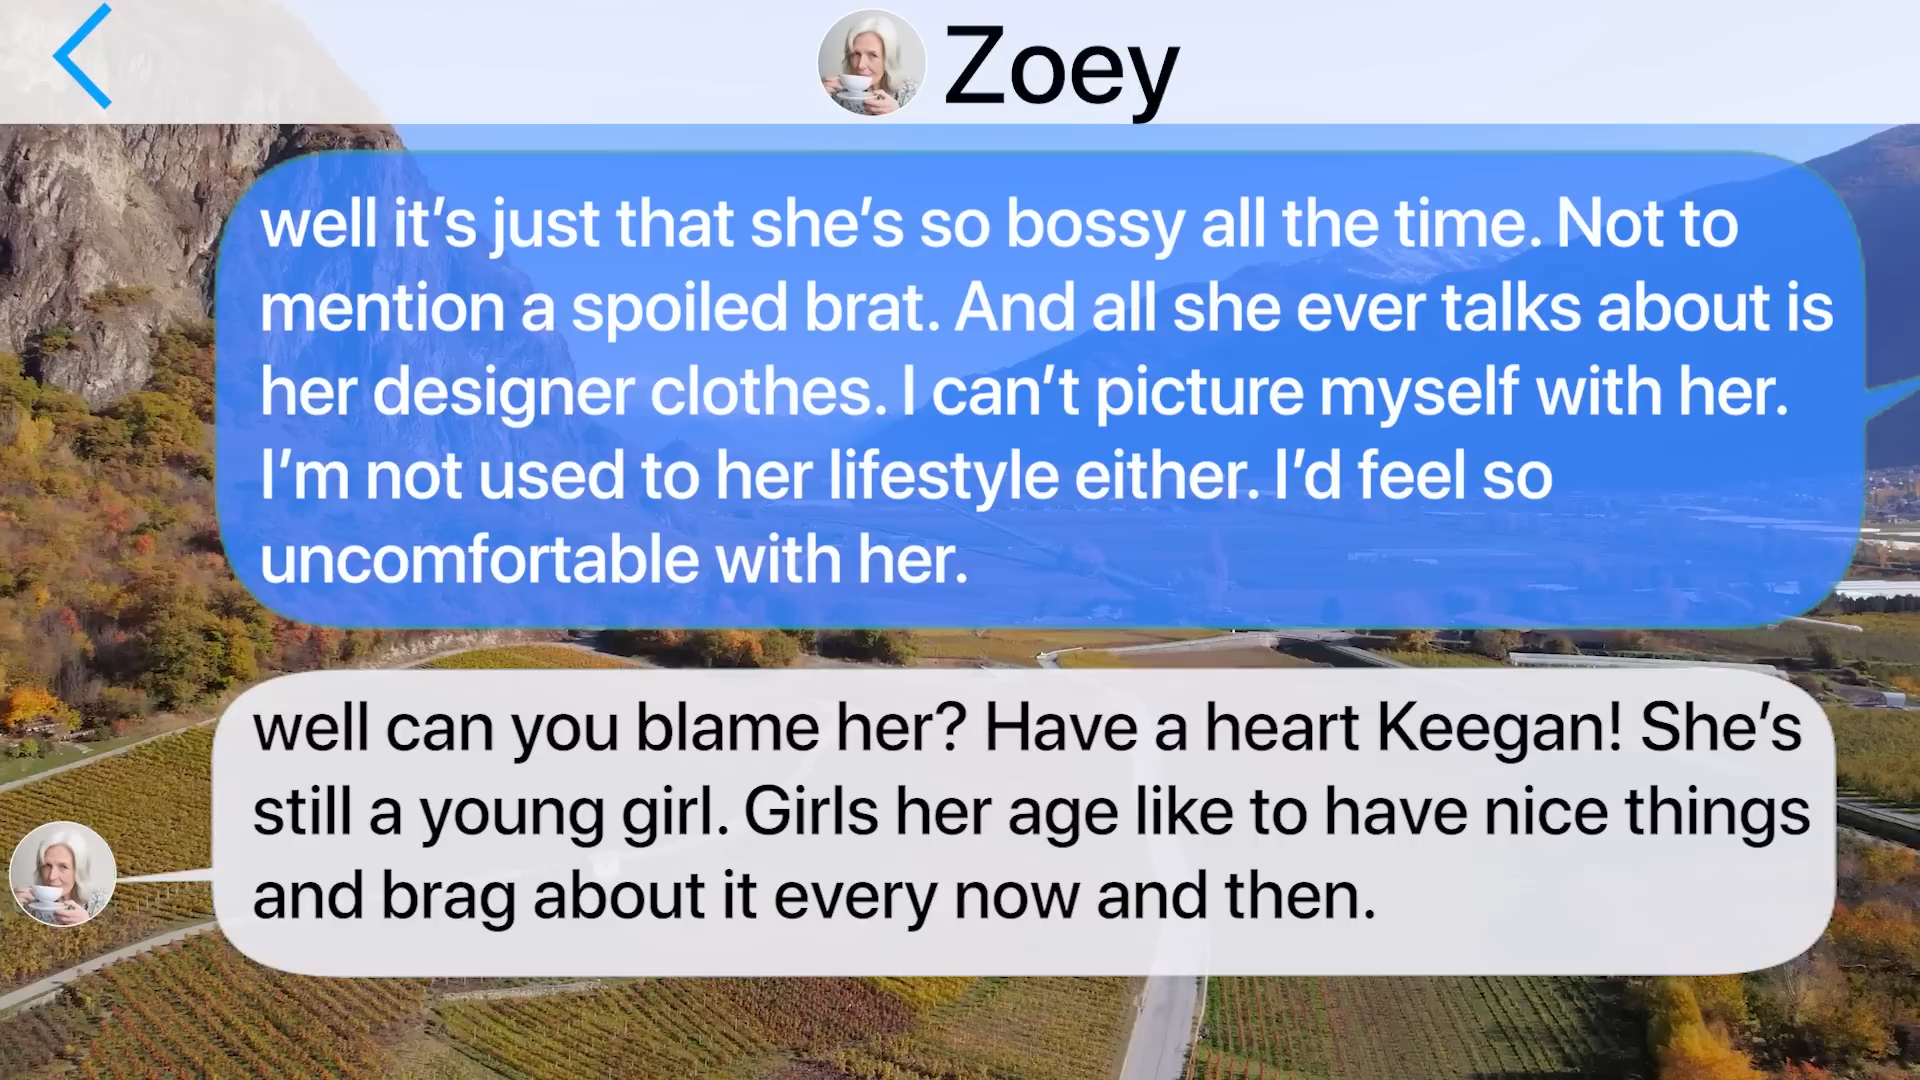 Zoey
well it’s just that she’s so bossy all the time. Not to
mention a spoiled brat. And all she ever talks about is
her designer clothes. I can’t picture myself with her.
I’m not used to her lifestyle either. I’d feel so
uncomfortable with her.
well can you blame her? Have a heart Keegan! She’s
still a young girl. Girls her age like to have nice things
and brag about it every now and then.